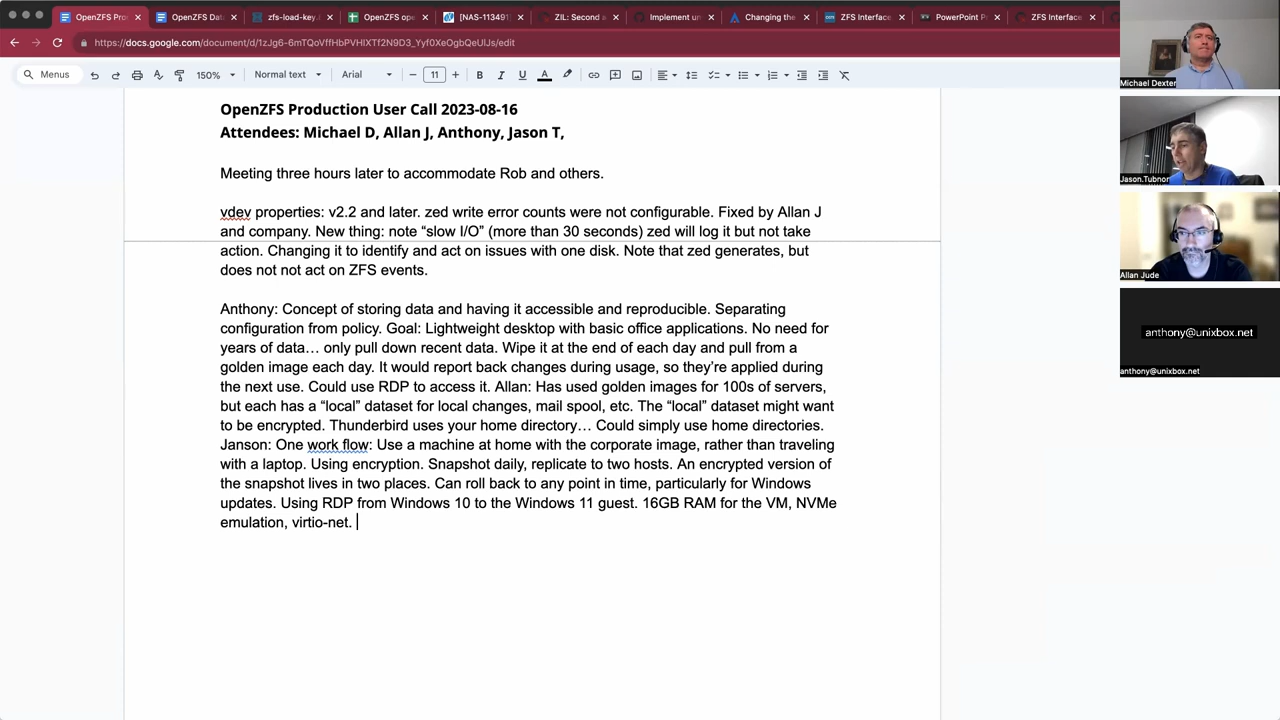 OpenZFS Pro
OpenZFS Dat
zfs-load-key.
OpenZFS ope
[NAS-113491]
ZIL: Second a
Implement un
Changing the
ZFS Interface
PowerPoint P
ZFS Interface
https://docs.google.com/document/d/1zJg6-6mTQoVffHbPVHIXTf2N9D3_Yyf0XeOgbQeUlJs/edit
Menus
150%
Normal text
Arial
11
B I U A
OpenZFS Production User Call 2023-08-16
Attendees: Michael D, Allan J, Anthony, Jason T,
Meeting three hours later to accommodate Rob and others.
vdev properties: v2.2 and later. zed write error counts were not configurable. Fixed by Allan J
and company. New thing: note “slow I/O” (more than 30 seconds) zed will log it but not take
action. Changing it to identify and act on issues with one disk. Note that zed generates, but
does not not act on ZFS events.
Anthony: Concept of storing data and having it accessible and reproducible. Separating
configuration from policy. Goal: Lightweight desktop with basic office applications. No need for
years of data… only pull down recent data. Wipe it at the end of each day and pull from a
golden image each day. It would report back changes during usage, so they’re applied during
the next use. Could use RDP to access it. Allan: Has used golden images for 100s of servers,
but each has a “local” dataset for local changes, mail spool, etc. The “local” dataset might want
to be encrypted. Thunderbird uses your home directory… Could simply use home directories.
Janson: One work flow: Use a machine at home with the corporate image, rather than traveling
with a laptop. Using encryption. Snapshot daily, replicate to two hosts. An encrypted version of
the snapshot lives in two places. Can roll back to any point in time, particularly for Windows
updates. Using RDP from Windows 10 to the Windows 11 guest. 16GB RAM for the VM, NVMe
emulation, virtio-net.
Michael Dexter
Jason.Tubnor
Allan Jude
anthony@unixbox.net
anthony@unixbox.net